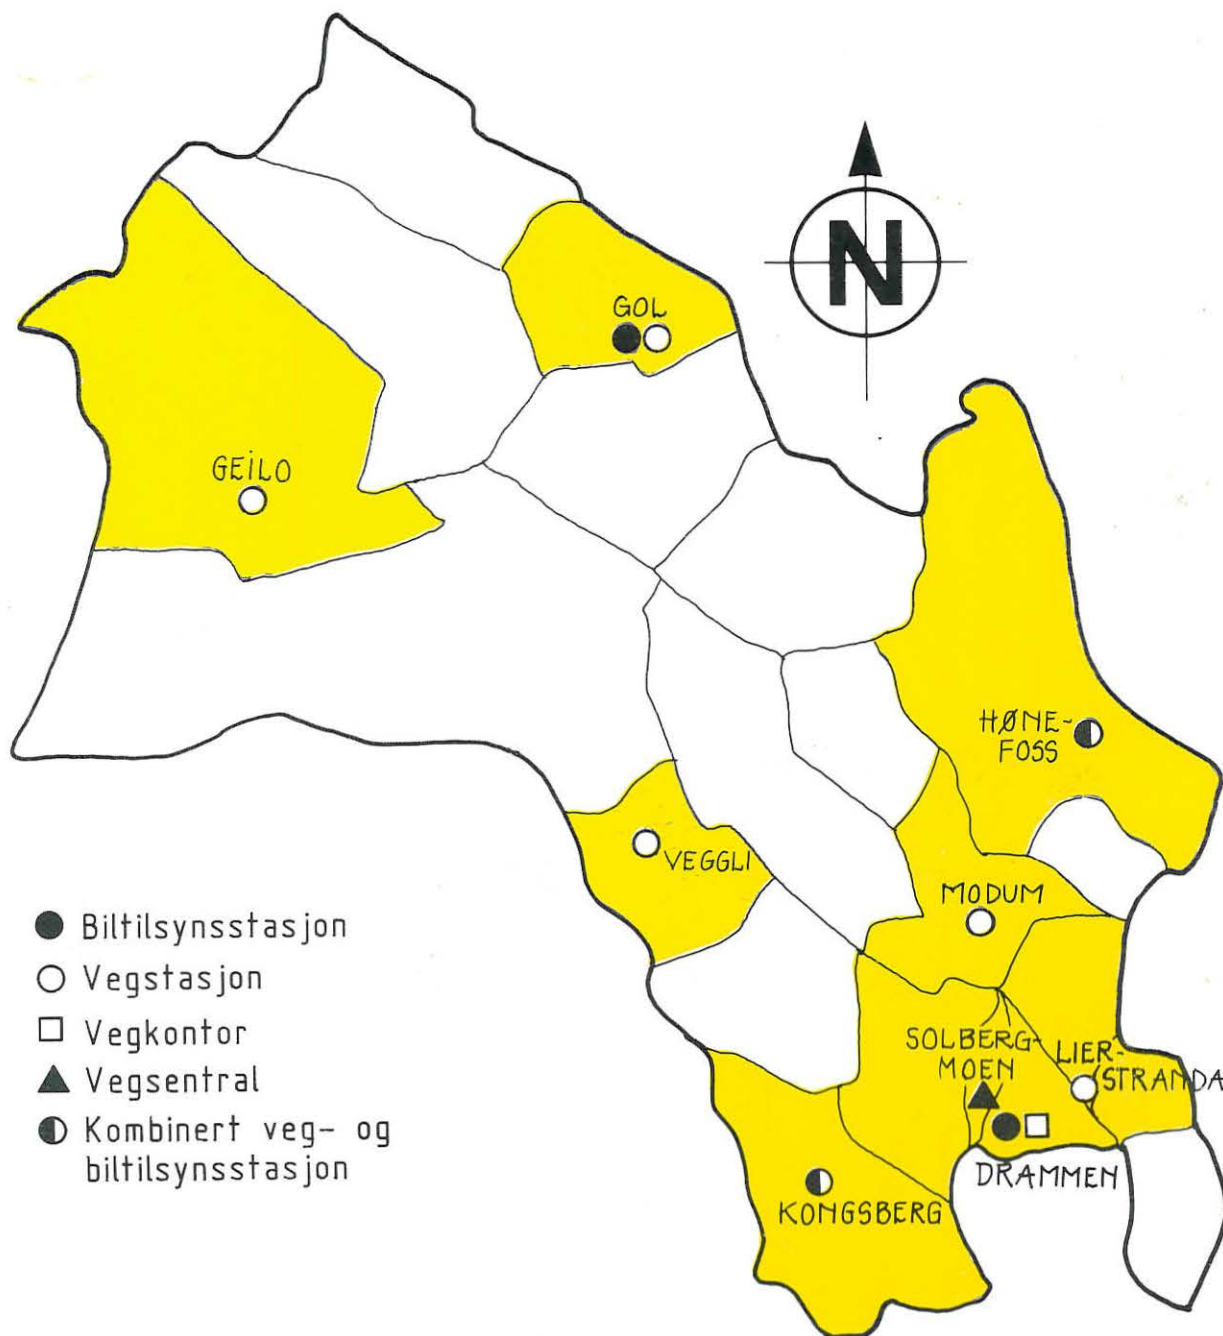 N
GOL
GEILO
HØNE-
FOSS
VEGGLI
MODUM
SOLBERG-
MOEN
LIER-
STRANDA
DRAMMEN
KONGSBERG
Biltilsynsstasjon
Vegstasjon
Vegkontor
Vegsentral
Kombinert veg- og
biltilsynsstasjon